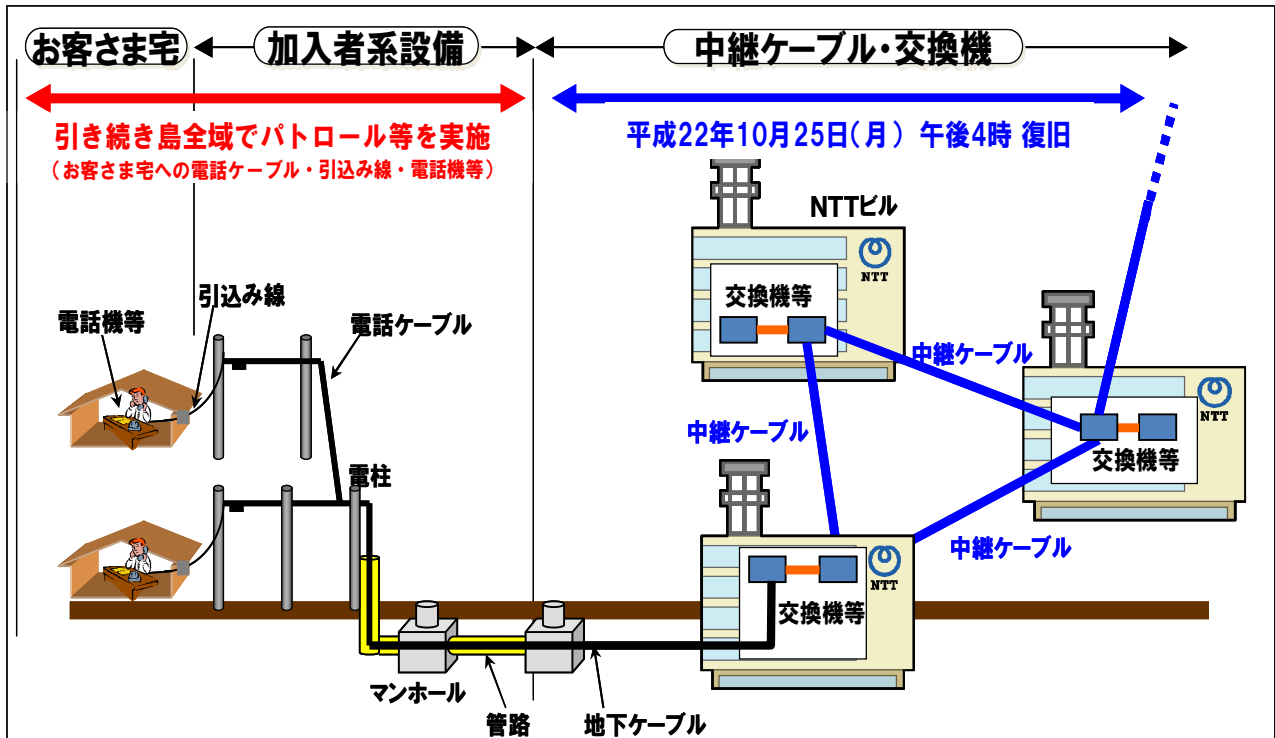 お客さま宅
加入者系設備
中継ケーブル・交換機
引き続き島全域でパトロール等を実施
(お客さま宅への電話ケーブル・引込み線・電話機等)
平成22年10月25日(月) 午後4時 復旧
NTTビル
NTT
交換機等
引込み線
電話機等
電話ケーブル
中継ケーブル
NTT
交換機等
中継ケーブル
電柱
中継ケーブル
NTT
交換機等
マンホール
管路
地下ケーブル